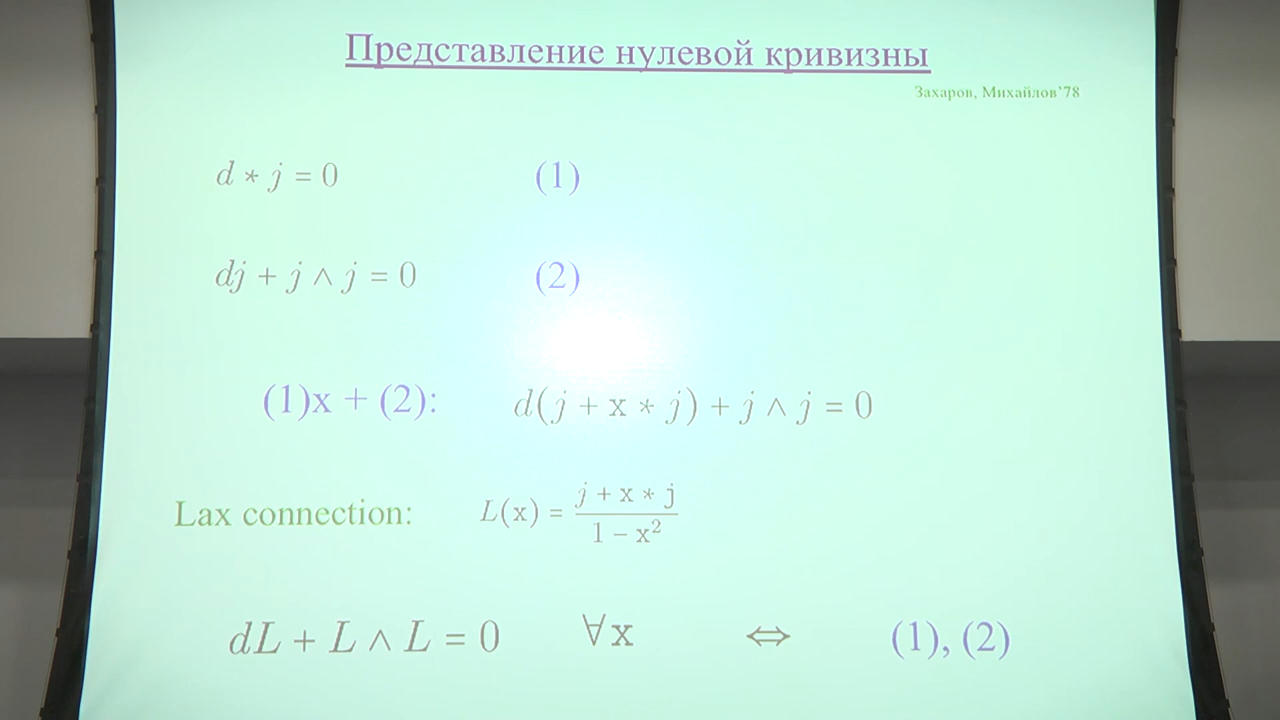 Представление нулевой кривизны
Захаров, Михайлов'78
d * j = 0 (1)
dj + j ∧ j = 0 (2)
(1)x + (2): d(j + x * j) + j ∧ j = 0
Lax connection: L(x) = (j + x * j) / (1 − x²)
dL + L ∧ L = 0 ∀x ⇔ (1), (2)